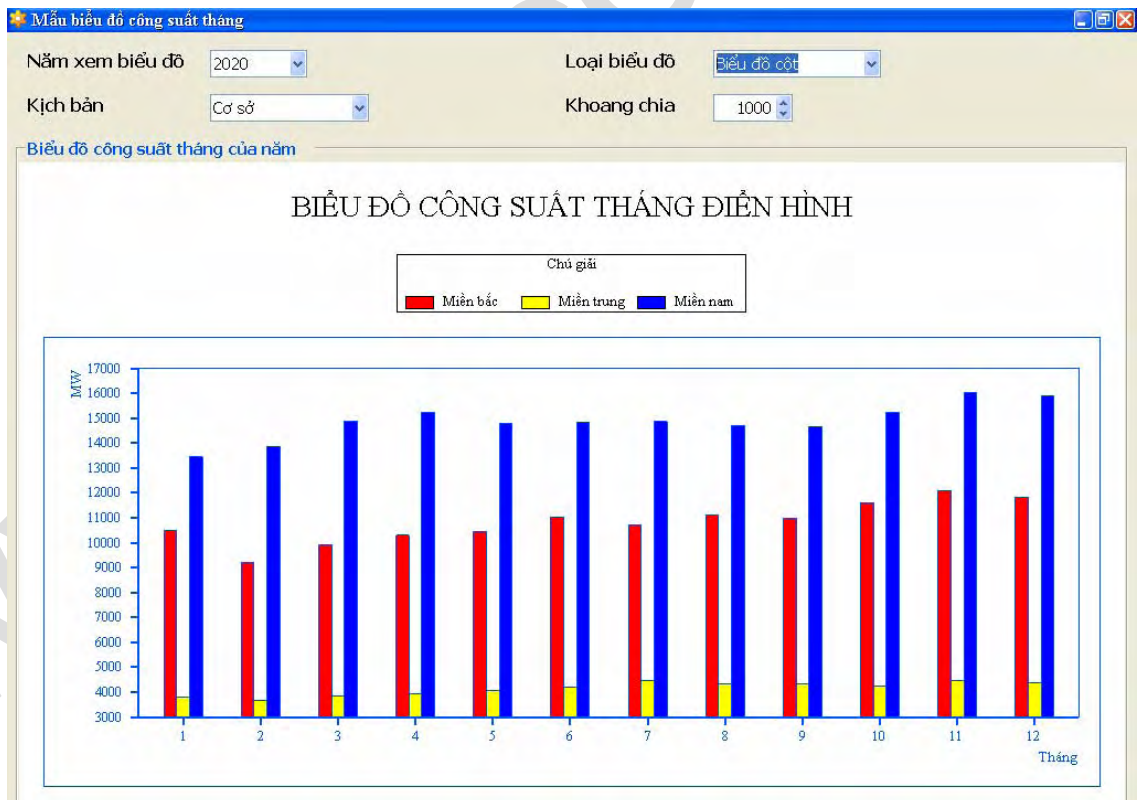 Mẫu biểu đồ công suất tháng
Năm xem biểu đồ 2020 Loại biểu đồ Biểu đồ cột
Kịch bản Cơ sở Khoang chia 1000
Biểu đồ công suất tháng của năm
BIỂU ĐỒ CÔNG SUẤT THÁNG ĐIỂN HÌNH
Chú giải
Miền bắc Miền trung Miền nam
MW
17000
16000
15000
14000
13000
12000
11000
10000
9000
8000
7000
6000
5000
4000
3000
1 2 3 4 5 6 7 8 9 10 11 12
Tháng